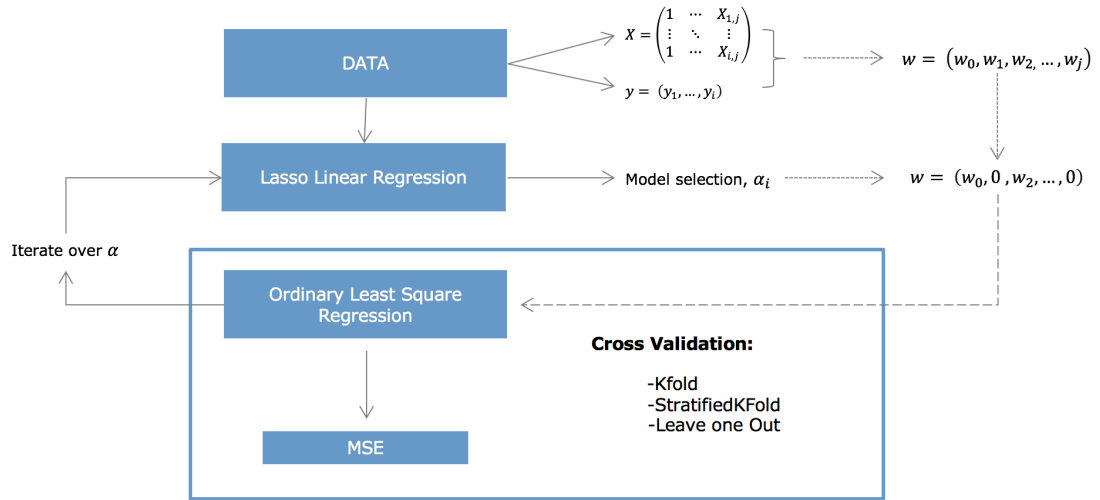 DATA
X = (1 ⋯ X₁,ⱼ
⋮ ⋱ ⋮
1 ⋯ Xᵢ,ⱼ)
y = (y₁, …, yᵢ)
w = (w₀, w₁, w₂, …, wⱼ)
Lasso Linear Regression
Model selection, αᵢ
w = (w₀, 0 , w₂, …, 0)
Iterate over α
Ordinary Least Square
Regression
Cross Validation:
-Kfold
-StratifiedKFold
-Leave one Out
MSE